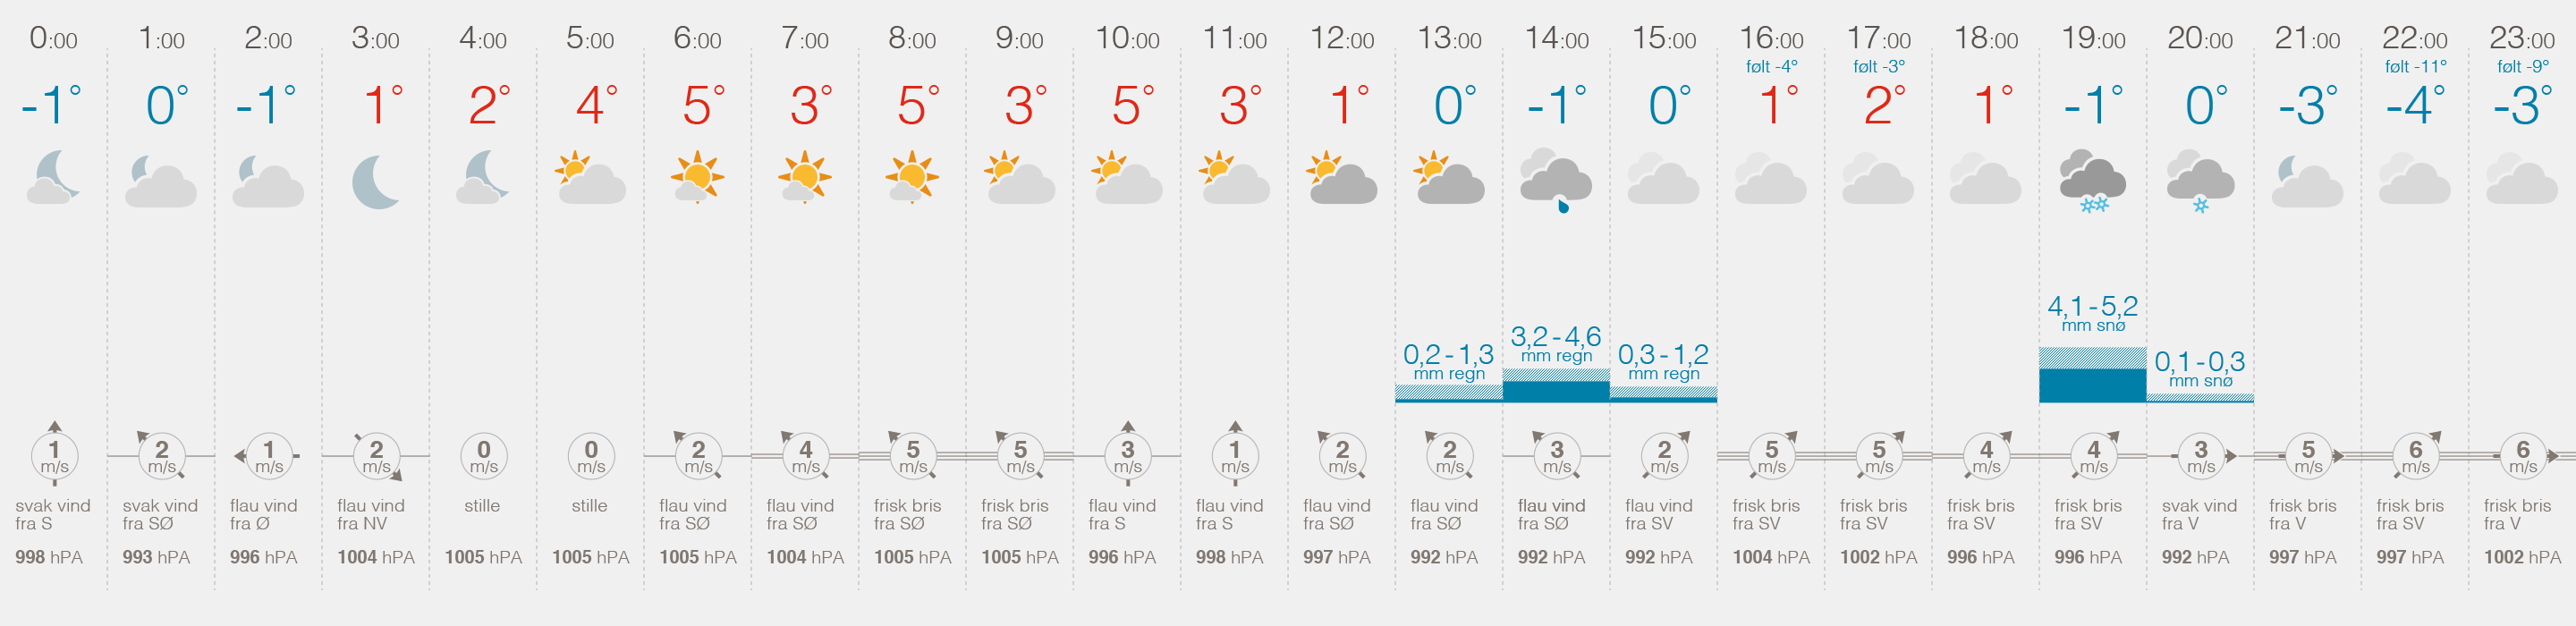 0:00 1:00 2:00 3:00 4:00 5:00 6:00 7:00 8:00 9:00 10:00 11:00 12:00 13:00 14:00 15:00 16:00 17:00 18:00 19:00 20:00 21:00 22:00 23:00
følt -4° følt -3° følt -11° følt -9°
-1° 0° -1° 1° 2° 4° 5° 3° 5° 3° 5° 3° 1° 0° -1° 0° 1° 2° 1° -1° 0° -3° -4° -3°
0,2-1,3 3,2-4,6 0,3-1,2 4,1-5,2 0,1-0,3
mm regn mm regn mm regn mm snø mm snø
1 2 1 2 0 0 2 4 5 5 3 1 2 2 3 2 5 5 4 4 3 5 6 6
m/s m/s m/s m/s m/s m/s m/s m/s m/s m/s m/s m/s m/s m/s m/s m/s m/s m/s m/s m/s m/s m/s m/s m/s
svak vind svak vind flau vind flau vind stille stille flau vind flau vind frisk bris frisk bris flau vind flau vind flau vind flau vind flau vind flau vind frisk bris frisk bris frisk bris frisk bris svak vind frisk bris frisk bris frisk bris
fra S fra SØ fra Ø fra NV fra SØ fra SØ fra SØ fra SØ fra S fra S fra SØ fra SØ fra SØ fra SV fra SV fra SV fra SV fra SV fra V fra V fra SV fra V
998 hPA 993 hPA 996 hPA 1004 hPA 1005 hPA 1005 hPA 1005 hPA 1004 hPA 1005 hPA 1005 hPA 996 hPA 998 hPA 997 hPA 992 hPA 992 hPA 992 hPA 1004 hPA 1002 hPA 996 hPA 996 hPA 992 hPA 997 hPA 997 hPA 1002 hPA